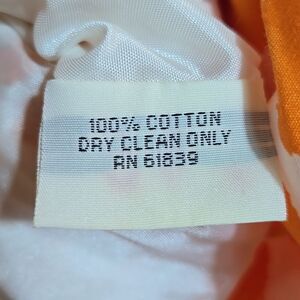 100% COTTON
DRY CLEAN ONLY
RN 61839